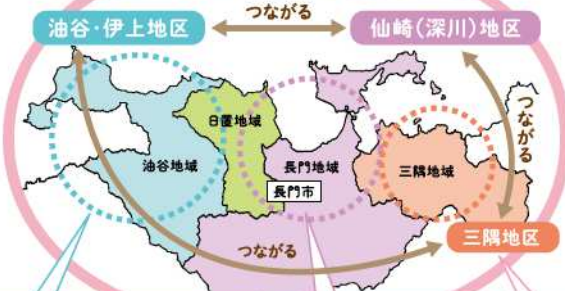 つながる
油谷・伊上地区
仙崎(深川)地区
つながる
日置地域
油谷地域
長門地域
三隅地域
長門市
つながる
三隅地区